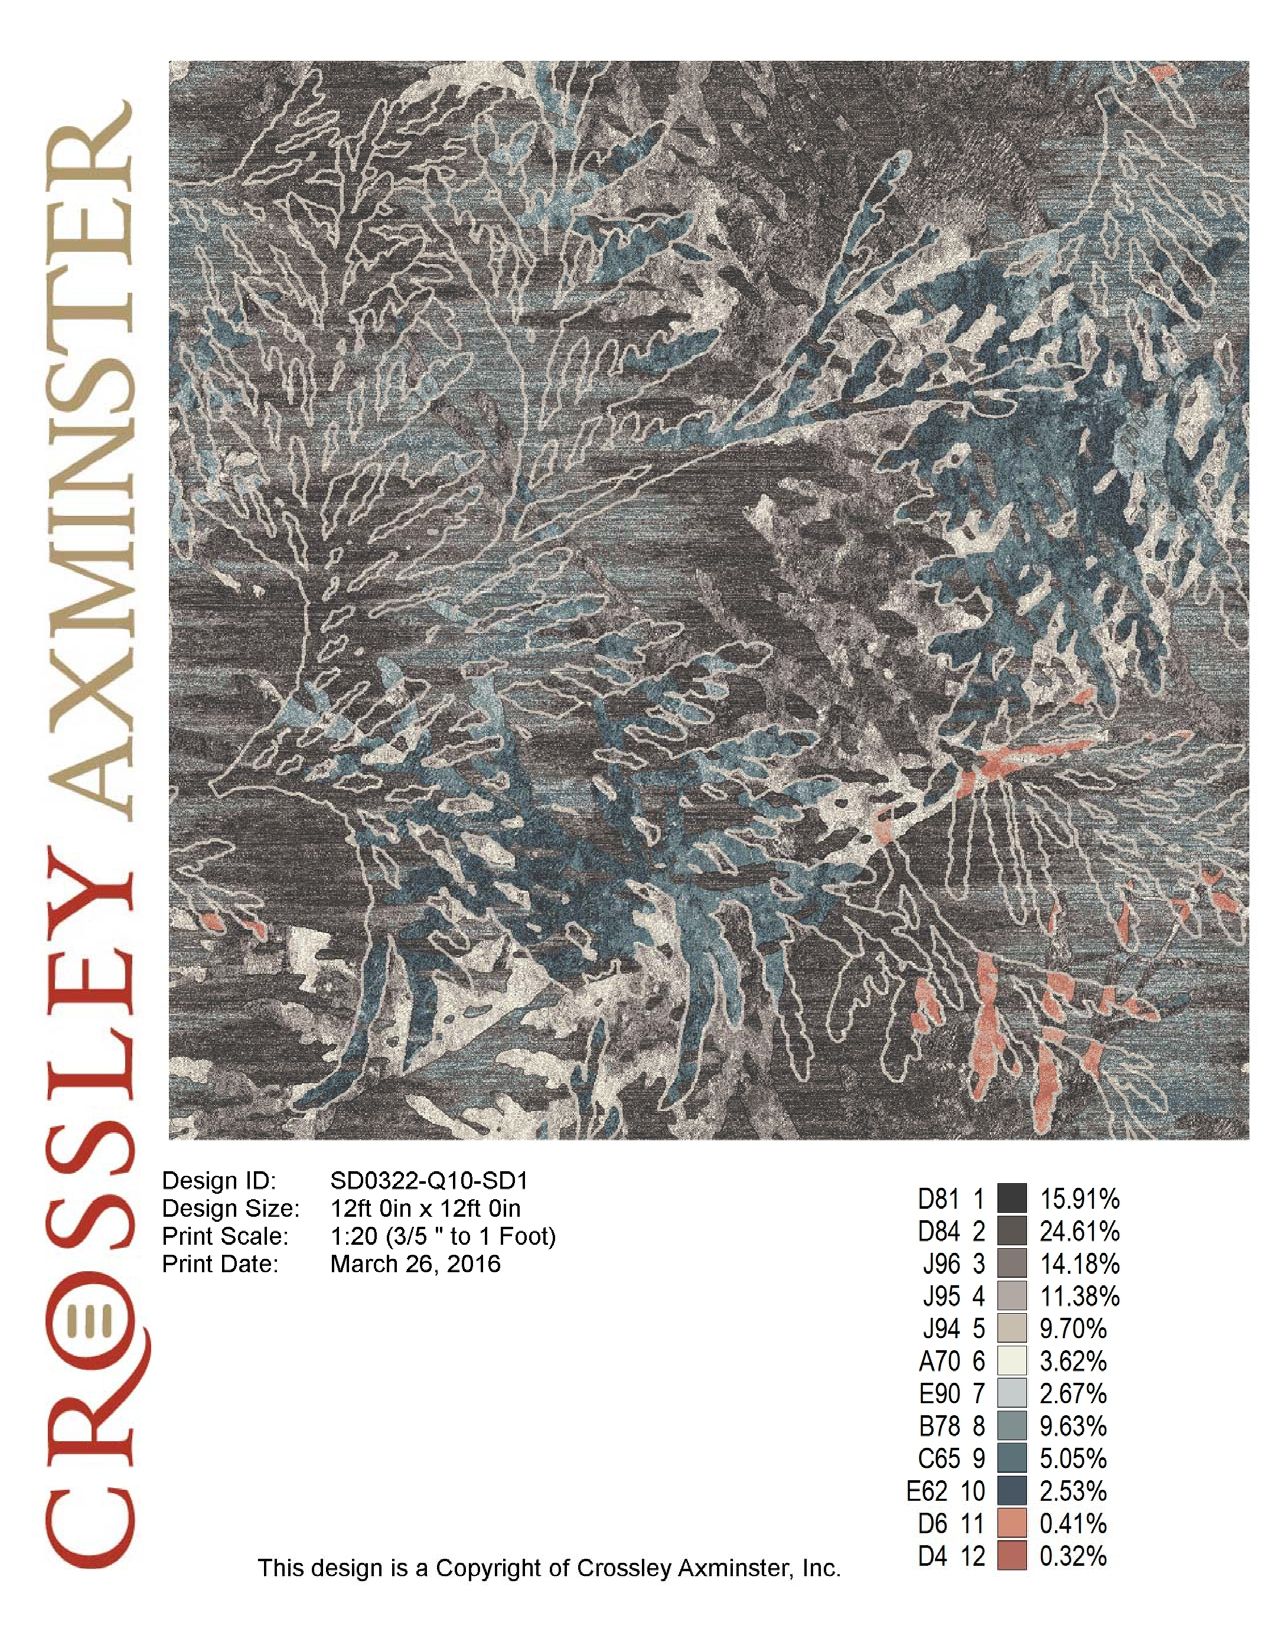 CROSSLEY AXMINSTER
Design ID: SD0322-Q10-SD1
Design Size: 12ft 0in x 12ft 0in
Print Scale: 1:20 (3/5 " to 1 Foot)
Print Date: March 26, 2016
D81 1 15.91%
D84 2 24.61%
J96 3 14.18%
J95 4 11.38%
J94 5 9.70%
A70 6 3.62%
E90 7 2.67%
B78 8 9.63%
C65 9 5.05%
E62 10 2.53%
D6 11 0.41%
D4 12 0.32%
This design is a Copyright of Crossley Axminster, Inc.